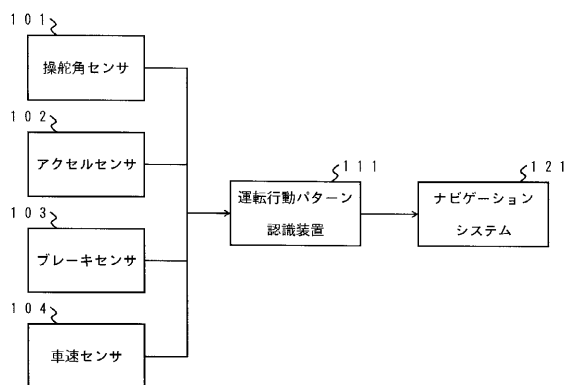 101
操舵角センサ
102
アクセルセンサ
103
ブレーキセンサ
104
車速センサ
111
運転行動パターン
認識装置
121
ナビゲーション
システム